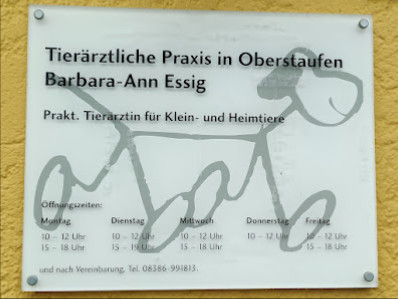 Tierärztliche Praxis in Oberstaufen
Barbara-Ann Essig
Prakt. Tierärztin für Klein- und Heimtiere
Öffnungszeiten:
Montag Dienstag Mittwoch Donnerstag Freitag
10 – 12 Uhr 10 – 12 Uhr 10 – 12 Uhr 10 – 12 Uhr 10 – 12 Uhr
15 – 18 Uhr 15 – 19 Uhr 15 – 18 Uhr 15 – 18 Uhr
und nach Vereinbarung, Tel. 08386-991813.